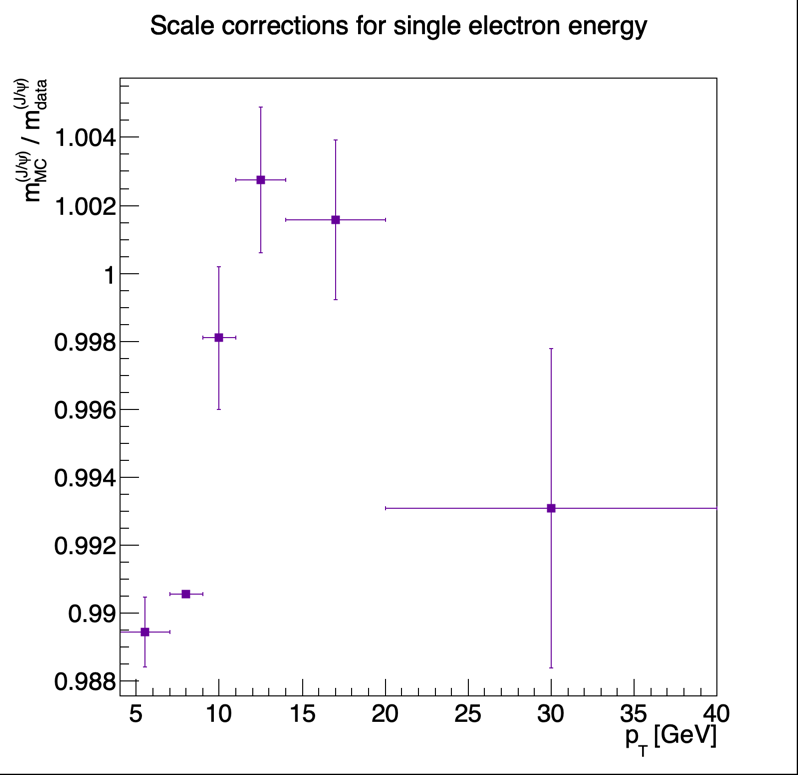 Scale corrections for single electron energy
m_MC^(J/ψ) / m_data^(J/ψ)
1.004
1.002
1
0.998
0.996
0.994
0.992
0.99
0.988
5 10 15 20 25 30 35 40
p_T [GeV]